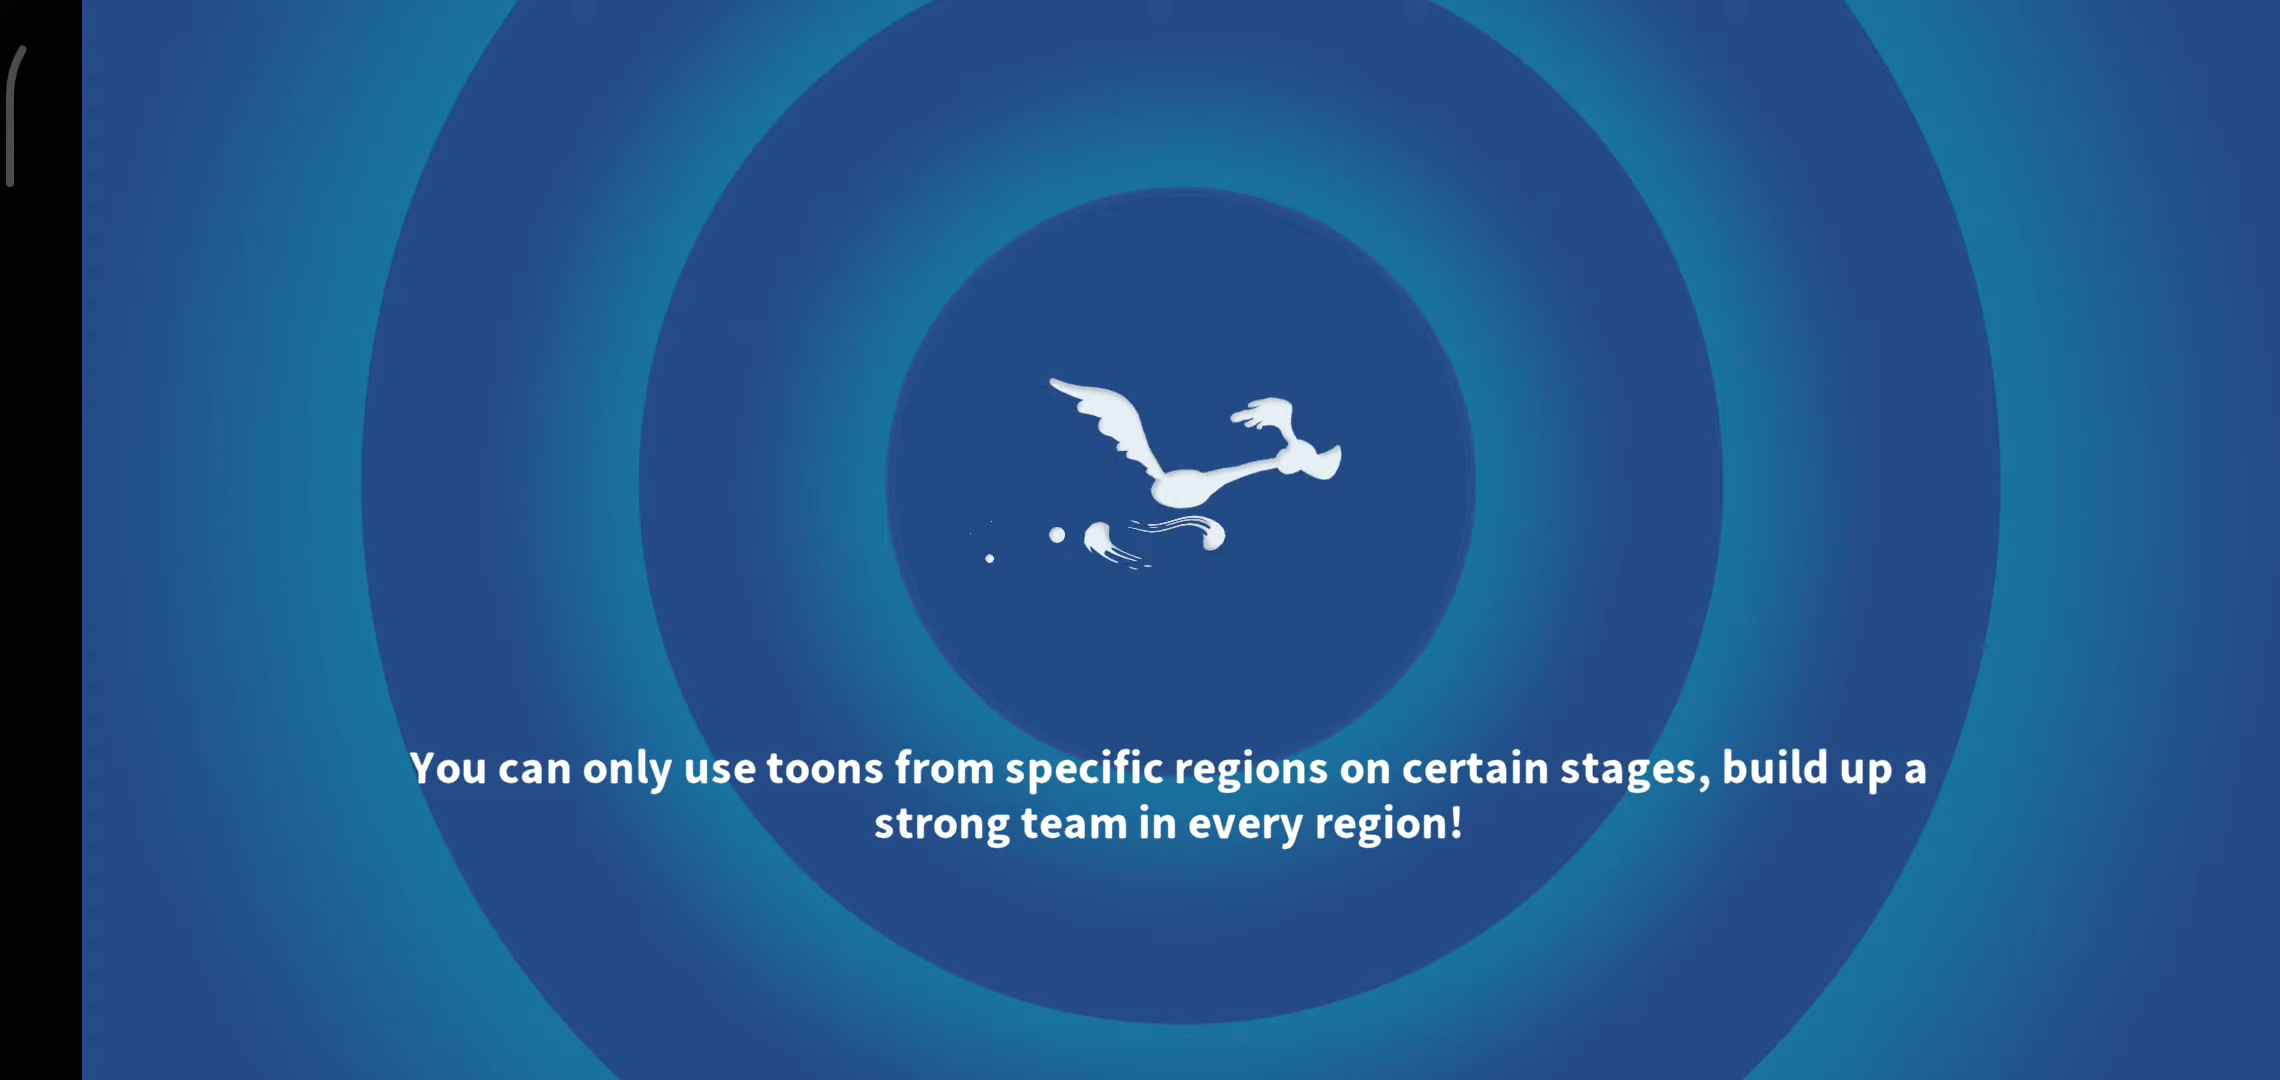 You can only use toons from specific regions on certain stages, build up a
strong team in every region!